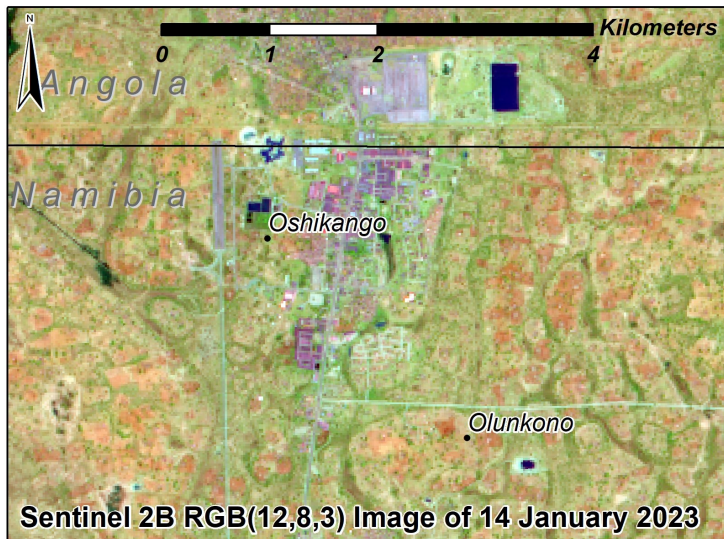 N
Kilometers
0 1 2 4
Angola
Namibia
Oshikango
Olunkono
Sentinel 2B RGB(12,8,3) Image of 14 January 2023